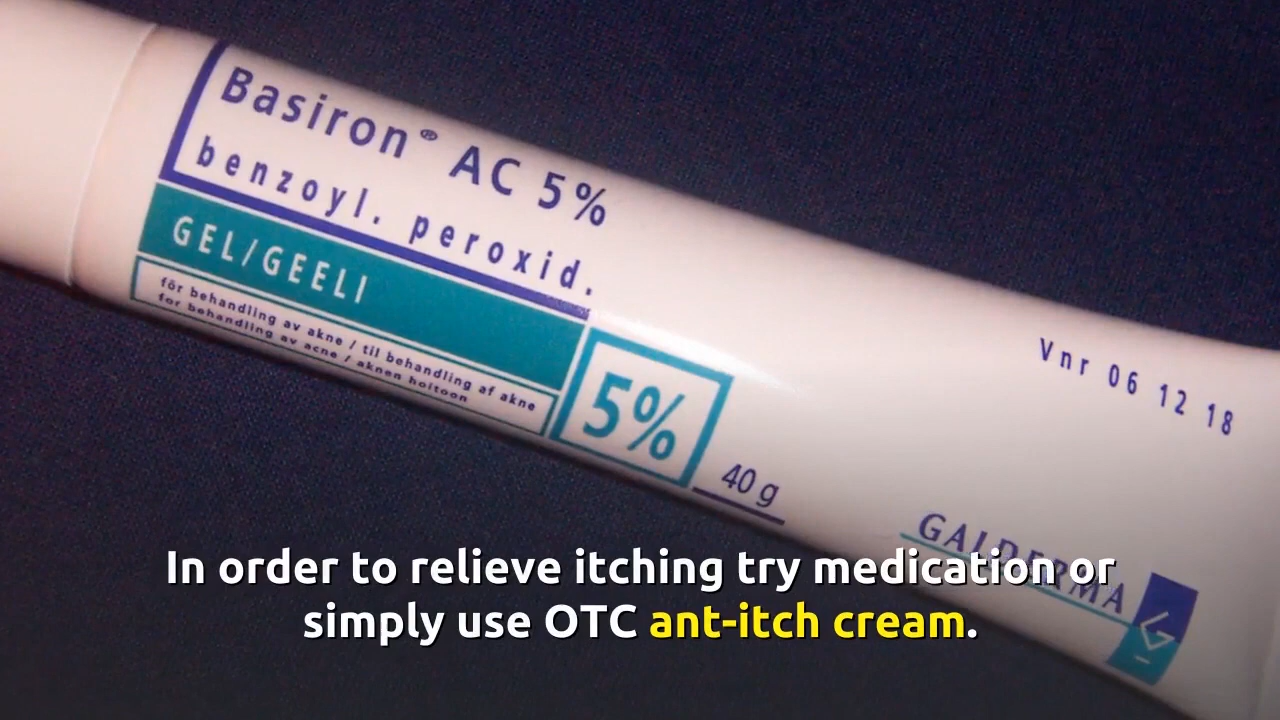 Basiron® AC 5%
benzoyl. peroxid.
GEL/GEELI
för behandling av akne / til behandling af akne
for behandling av acne / aknen hoitoon
5%
40 g
Vnr 06 12 18
GALDERMA
In order to relieve itching try medication or
simply use OTC ant-itch cream.